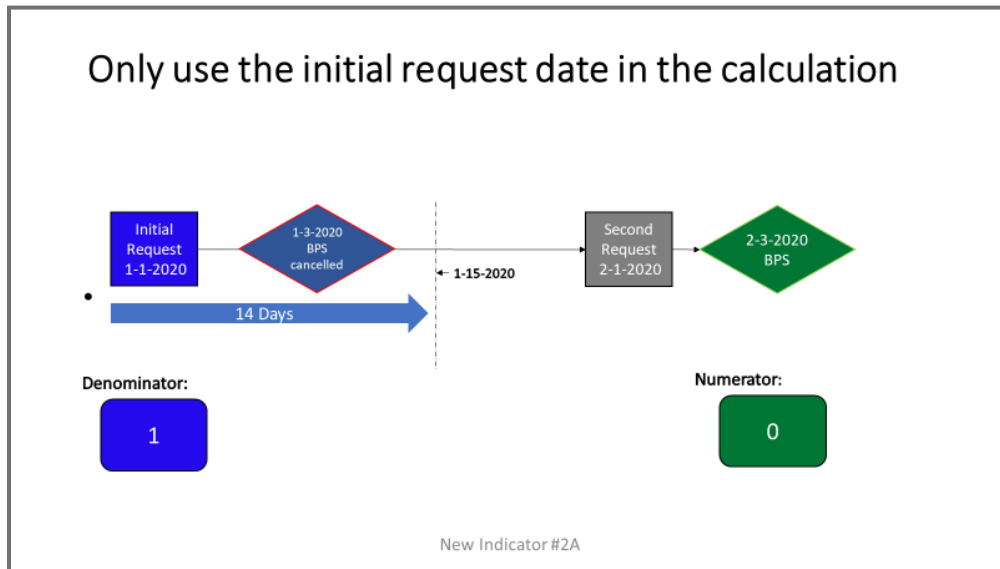 Only use the initial request date in the calculation
Initial
Request
1-1-2020
1-3-2020
BPS
cancelled
1-15-2020
Second
Request
2-1-2020
2-3-2020
BPS
•
14 Days
Denominator:
1
Numerator:
0
New Indicator #2A